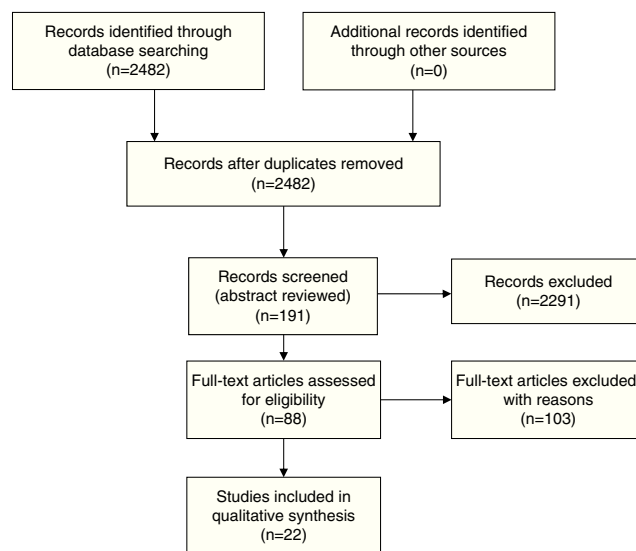 Records identified through
database searching
(n=2482)
Additional records identified
through other sources
(n=0)
Records after duplicates removed
(n=2482)
Records screened
(abstract reviewed)
(n=191)
Records excluded
(n=2291)
Full-text articles assessed
for eligibility
(n=88)
Full-text articles excluded
with reasons
(n=103)
Studies included in
qualitative synthesis
(n=22)